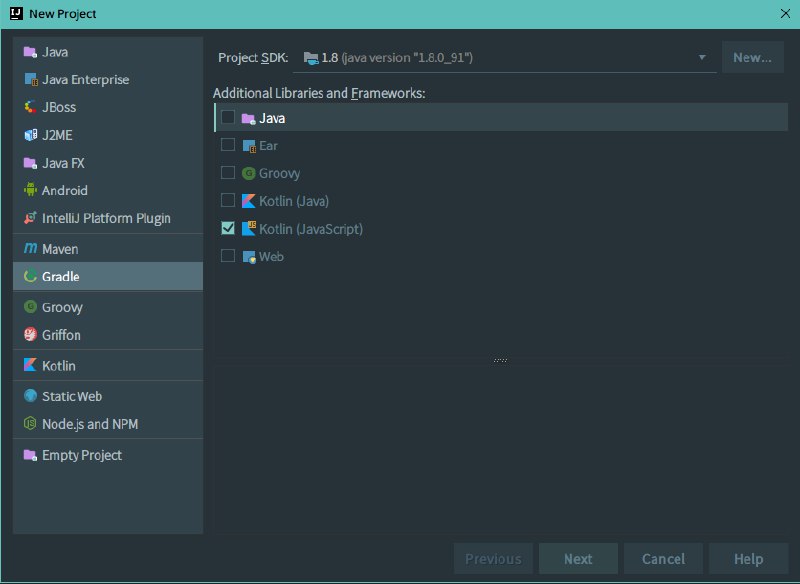 New Project
Java
Java Enterprise
JBoss
J2ME
Java FX
Android
IntelliJ Platform Plugin
Maven
Gradle
Groovy
Griffon
Kotlin
Static Web
Node.js and NPM
Empty Project
Project SDK: 1.8 (java version "1.8.0_91") New...
Additional Libraries and Frameworks:
Java
Ear
Groovy
Kotlin (Java)
Kotlin (JavaScript)
Web
Previous Next Cancel Help